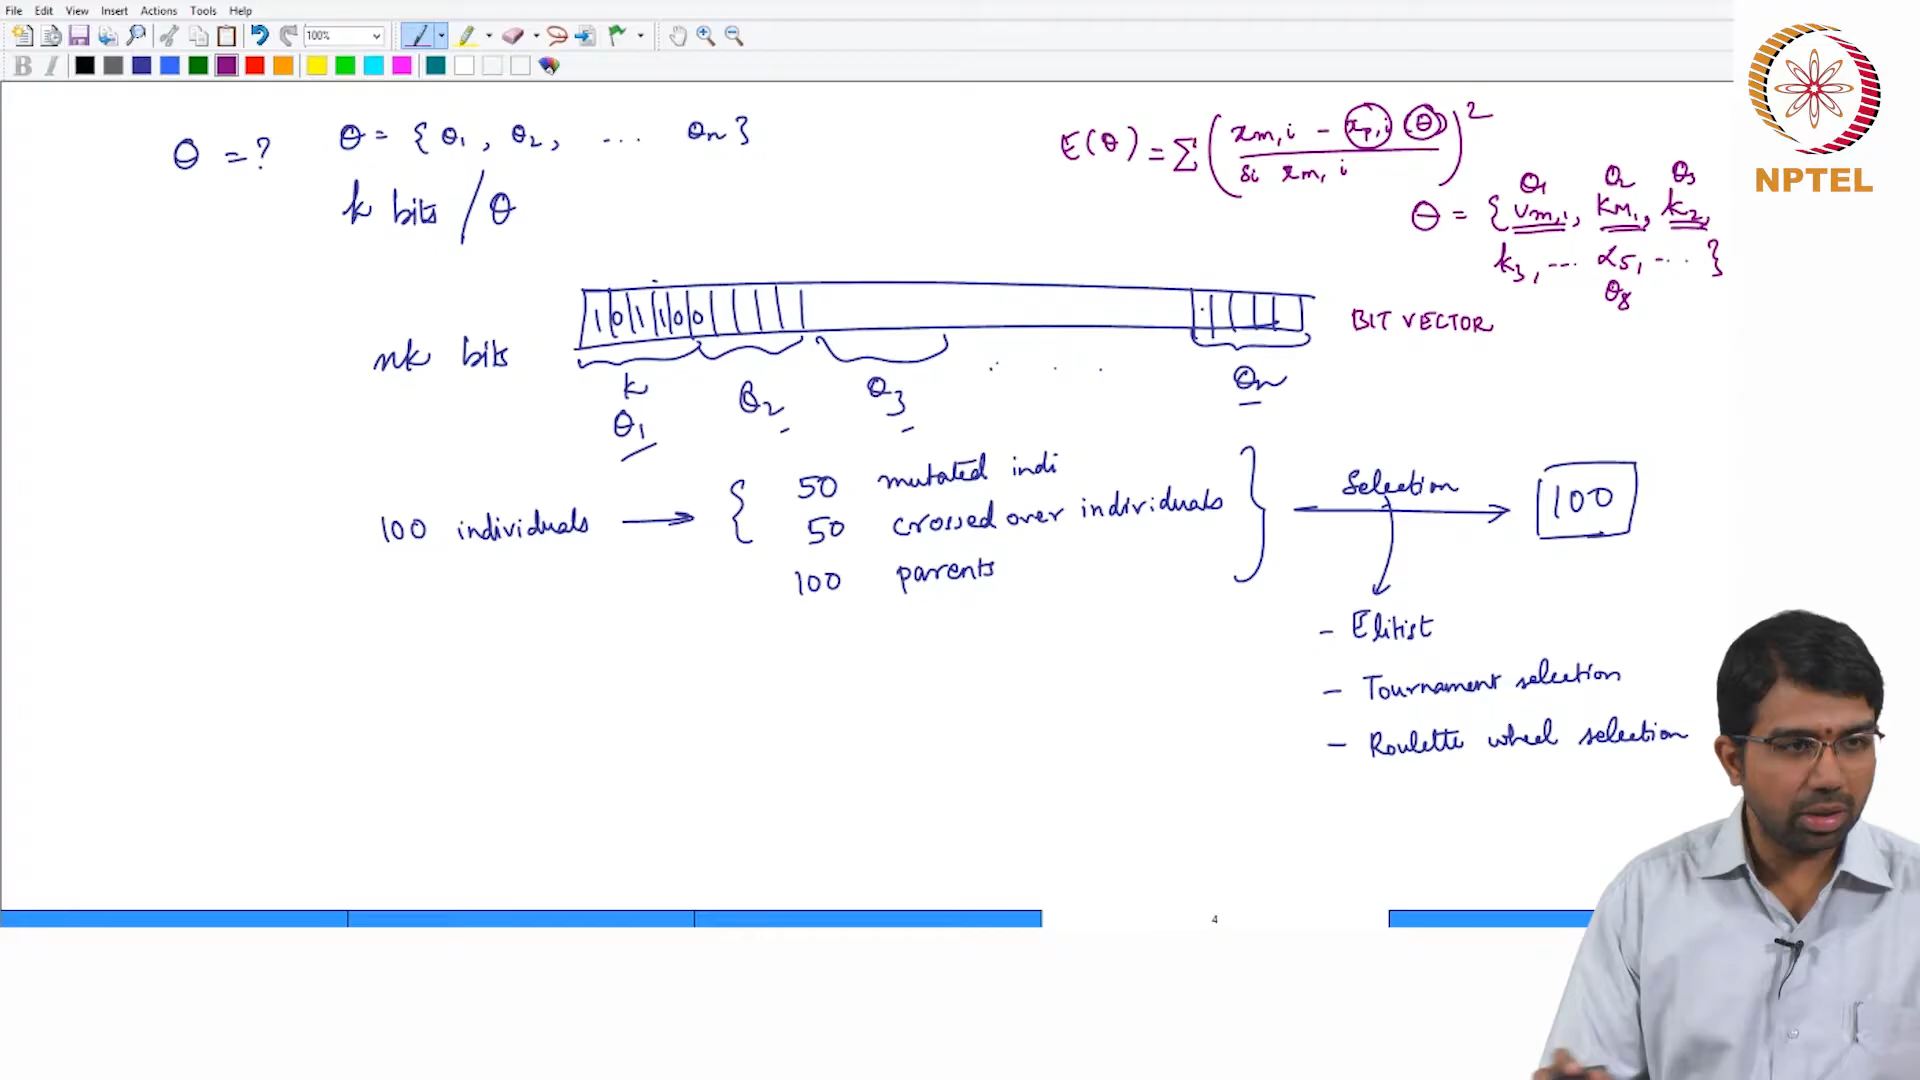 File Edit View Insert Actions Tools Help
100%
B I
NPTEL
θ = ?
θ = { θ1, θ2, ... θn }
k bits / θ
E(θ) = Σ ( xm,i - xp,i (θ) / si xm,i )²
θ1 θ2 θ3
θ = { vm,1, KM1, k2,
k3, ... α5, ... }
θ8
1 0 1 1 0 0
BIT VECTOR
nk bits
k θ2 θ3 . . . θn
θ1
100 individuals → { 50 mutated indi
50 crossed over individuals
100 parents }
Selection → 100
- Elitist
- Tournament selection
- Roulette wheel selection
4